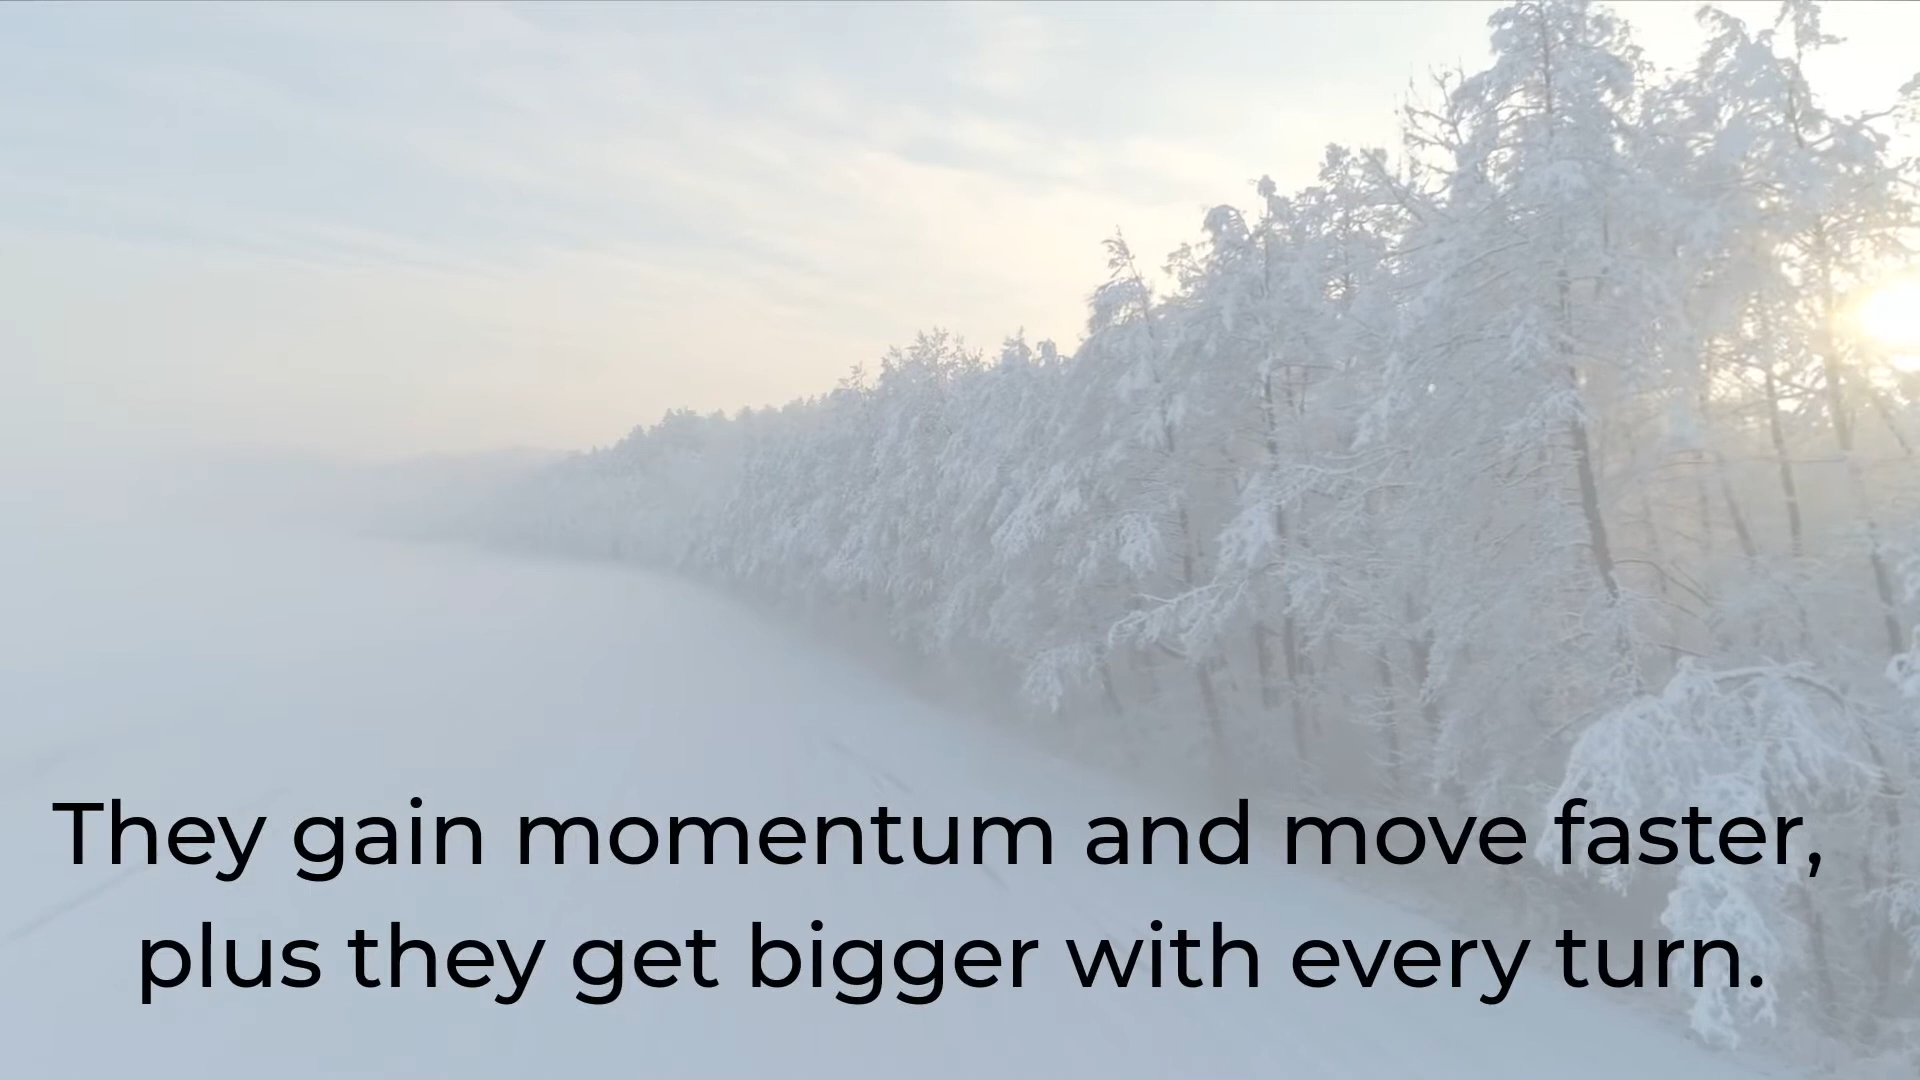 They gain momentum and move faster,
plus they get bigger with every turn.